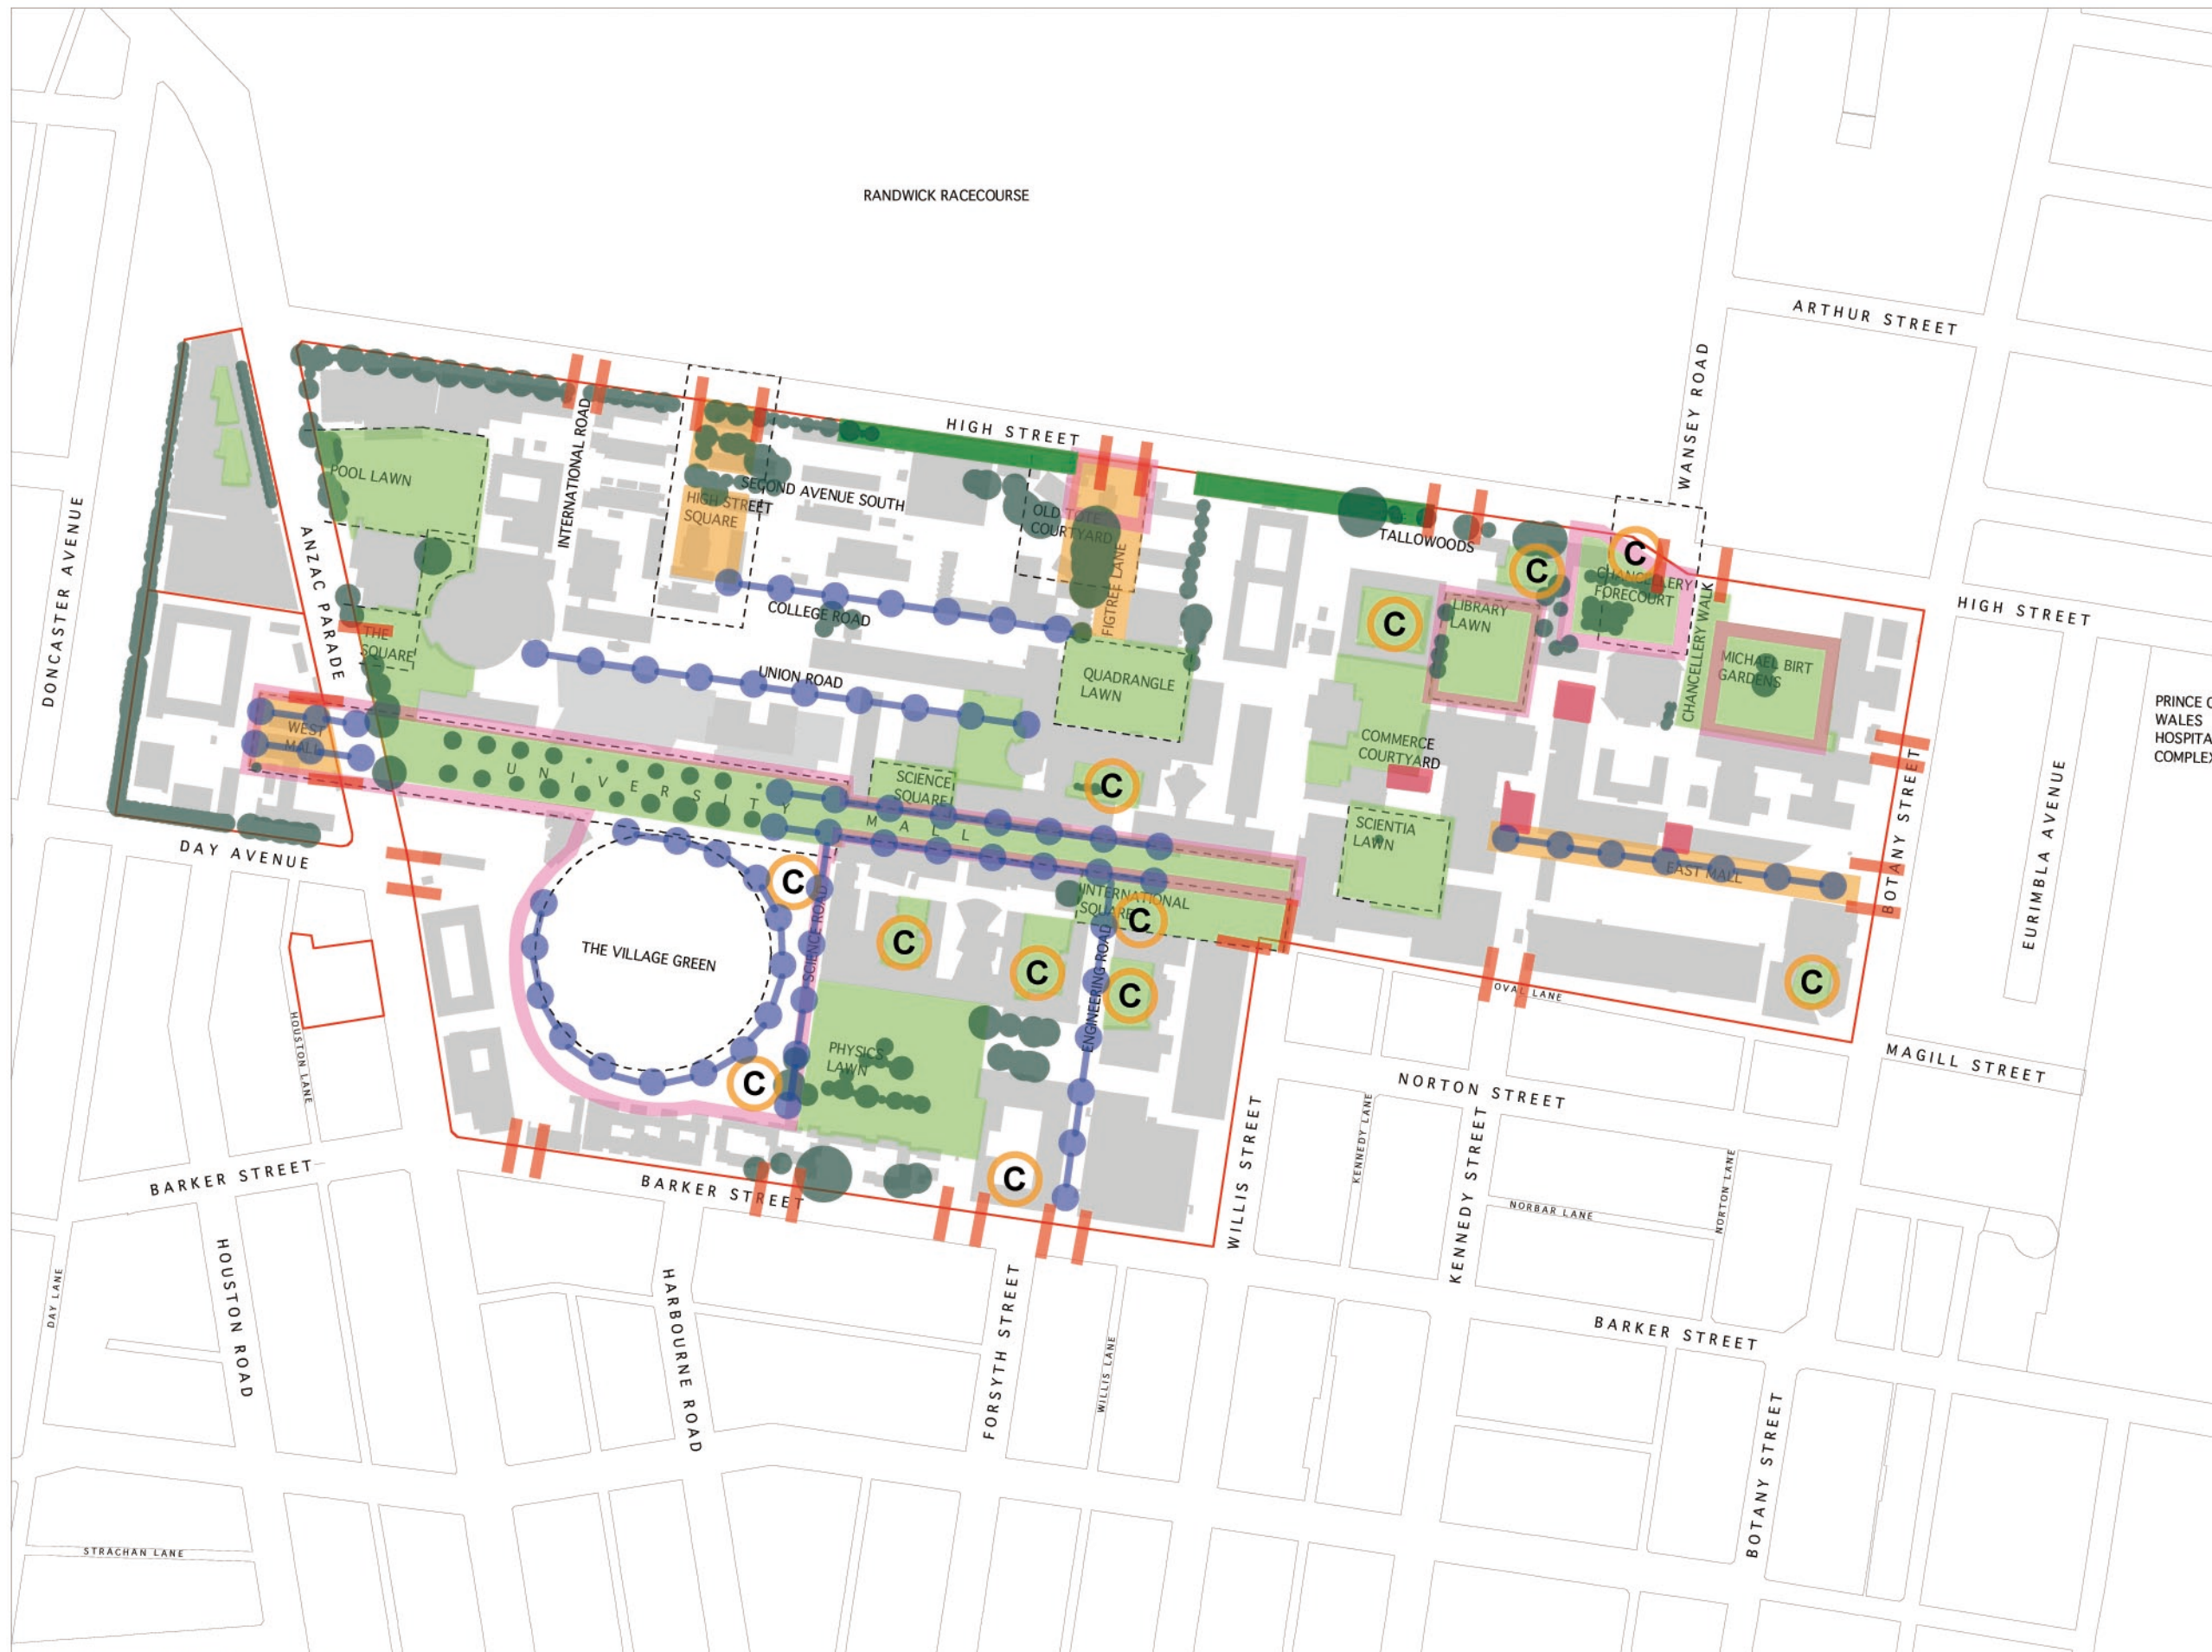 RANDWICK RACECOURSE
ARTHUR STREET
WANSEY ROAD
HIGH STREET
INTERNATIONAL ROAD
POOL LAWN
SECOND AVENUE SOUTH
HIGH STREET
SQUARE
OLD TOTE
COURTYARD
FIGTREE LANE
TALLOWOODS
C
C
CHANCELLERY
FORECOURT
CHANCELLERY WALK
HIGH STREET
DONCASTER AVENUE
ANZAC PARADE
THE
SQUARE
COLLEGE ROAD
UNION ROAD
QUADRANGLE
LAWN
C
LIBRARY
LAWN
MICHAEL BIRT
GARDENS
PRINCE O
WALES
HOSPITA
COMPLEX
WEST
MALL
UNIVERSITY
MALL
SCIENCE
SQUARE
C
COMMERCE
COURTYARD
SCIENTIA
LAWN
EAST MALL
BOTANY STREET
EURIMBLA AVENUE
DAY AVENUE
C
INTERNATIONAL
SQUARE
C
THE VILLAGE GREEN
SCIENCE ROAD
C
C
C
ENGINEERING ROAD
C
OVAL LANE
HOUSTON LANE
PHYSICS
LAWN
C
MAGILL STREET
NORTON STREET
KENNEDY LANE
KENNEDY STREET
WILLIS STREET
NORTON LANE
NORBAR LANE
C
BARKER STREET
BARKER STREET
BARKER STREET
DAY LANE
HOUSTON ROAD
HARBOURNE ROAD
FORSYTH STREET
WILLIS LANE
BOTANY STREET
STRACHAN LANE